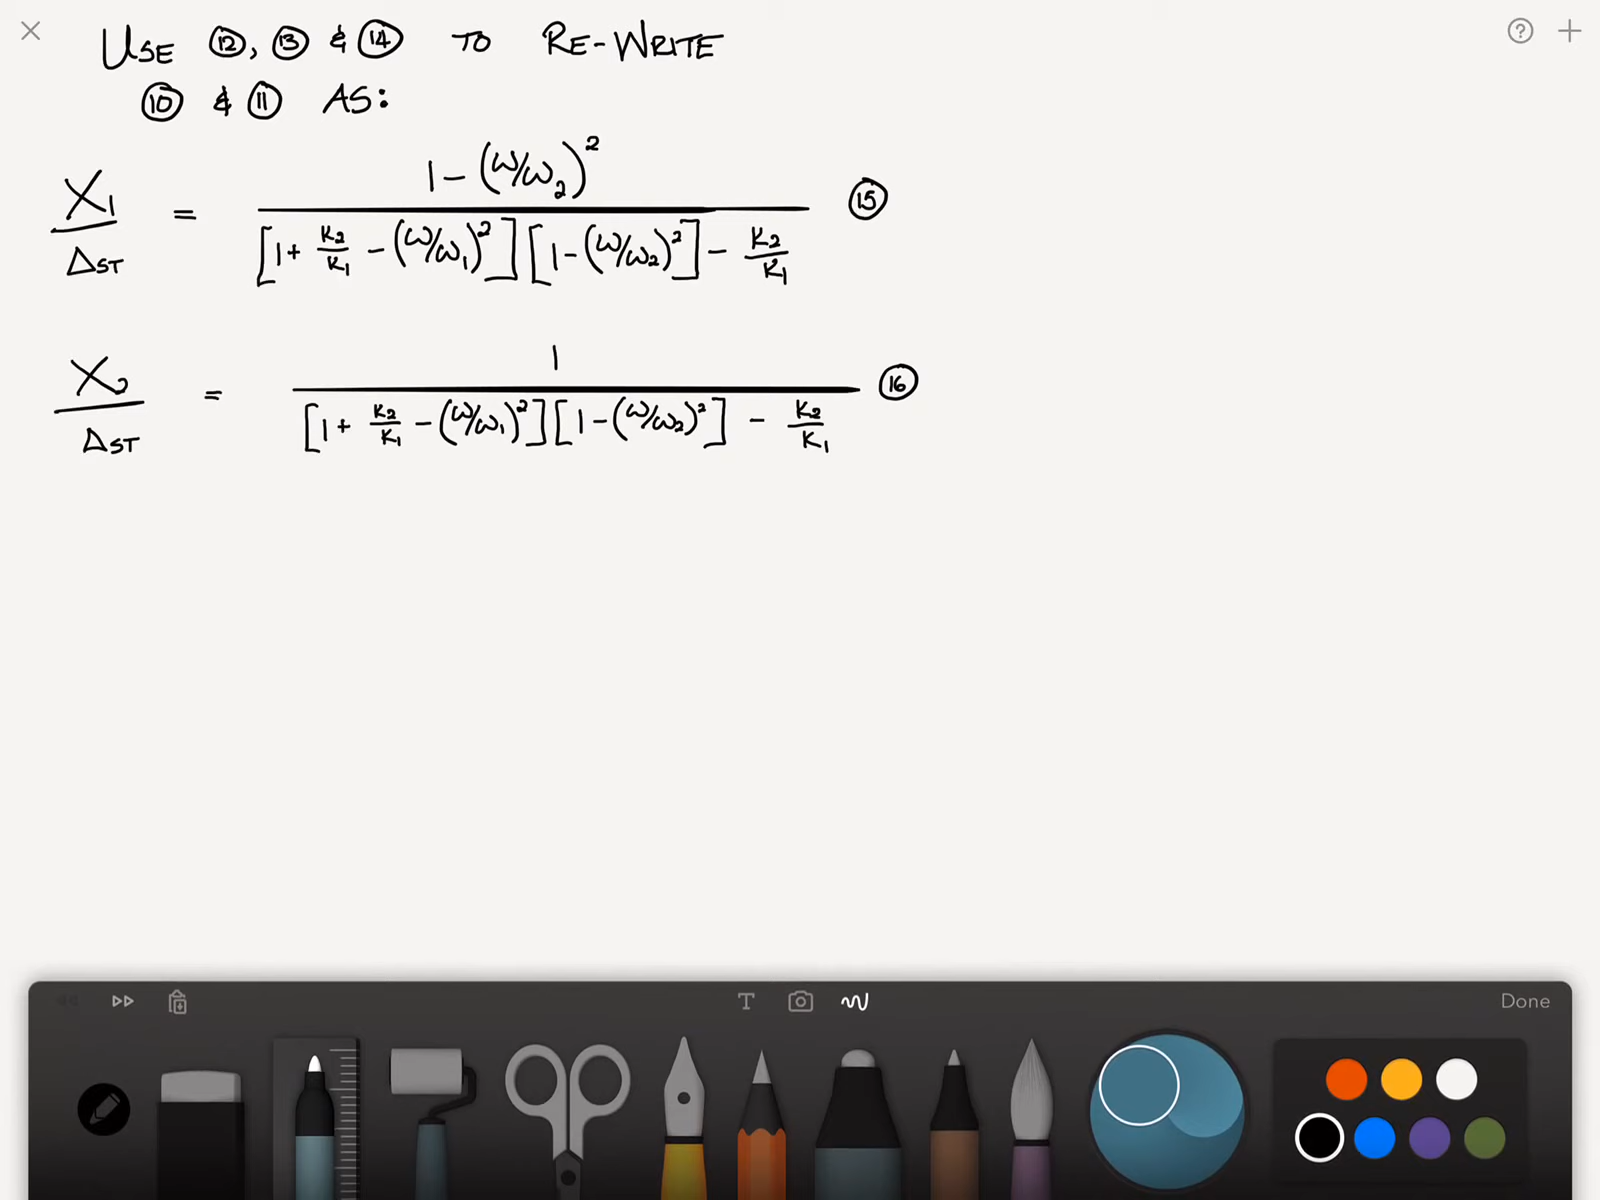 USE ⑫, ⑬ & ⑭ TO RE-WRITE
⑩ & ⑪ AS:
X₁/Δ_ST = (1 - (ω/ω₂)²) / ([1 + K₂/K₁ - (ω/ω₁)²][1 - (ω/ω₂)²] - K₂/K₁) ⑮
X₂/Δ_ST = 1 / ([1 + K₂/K₁ - (ω/ω₁)²][1 - (ω/ω₂)²] - K₂/K₁) ⑯
T
Done